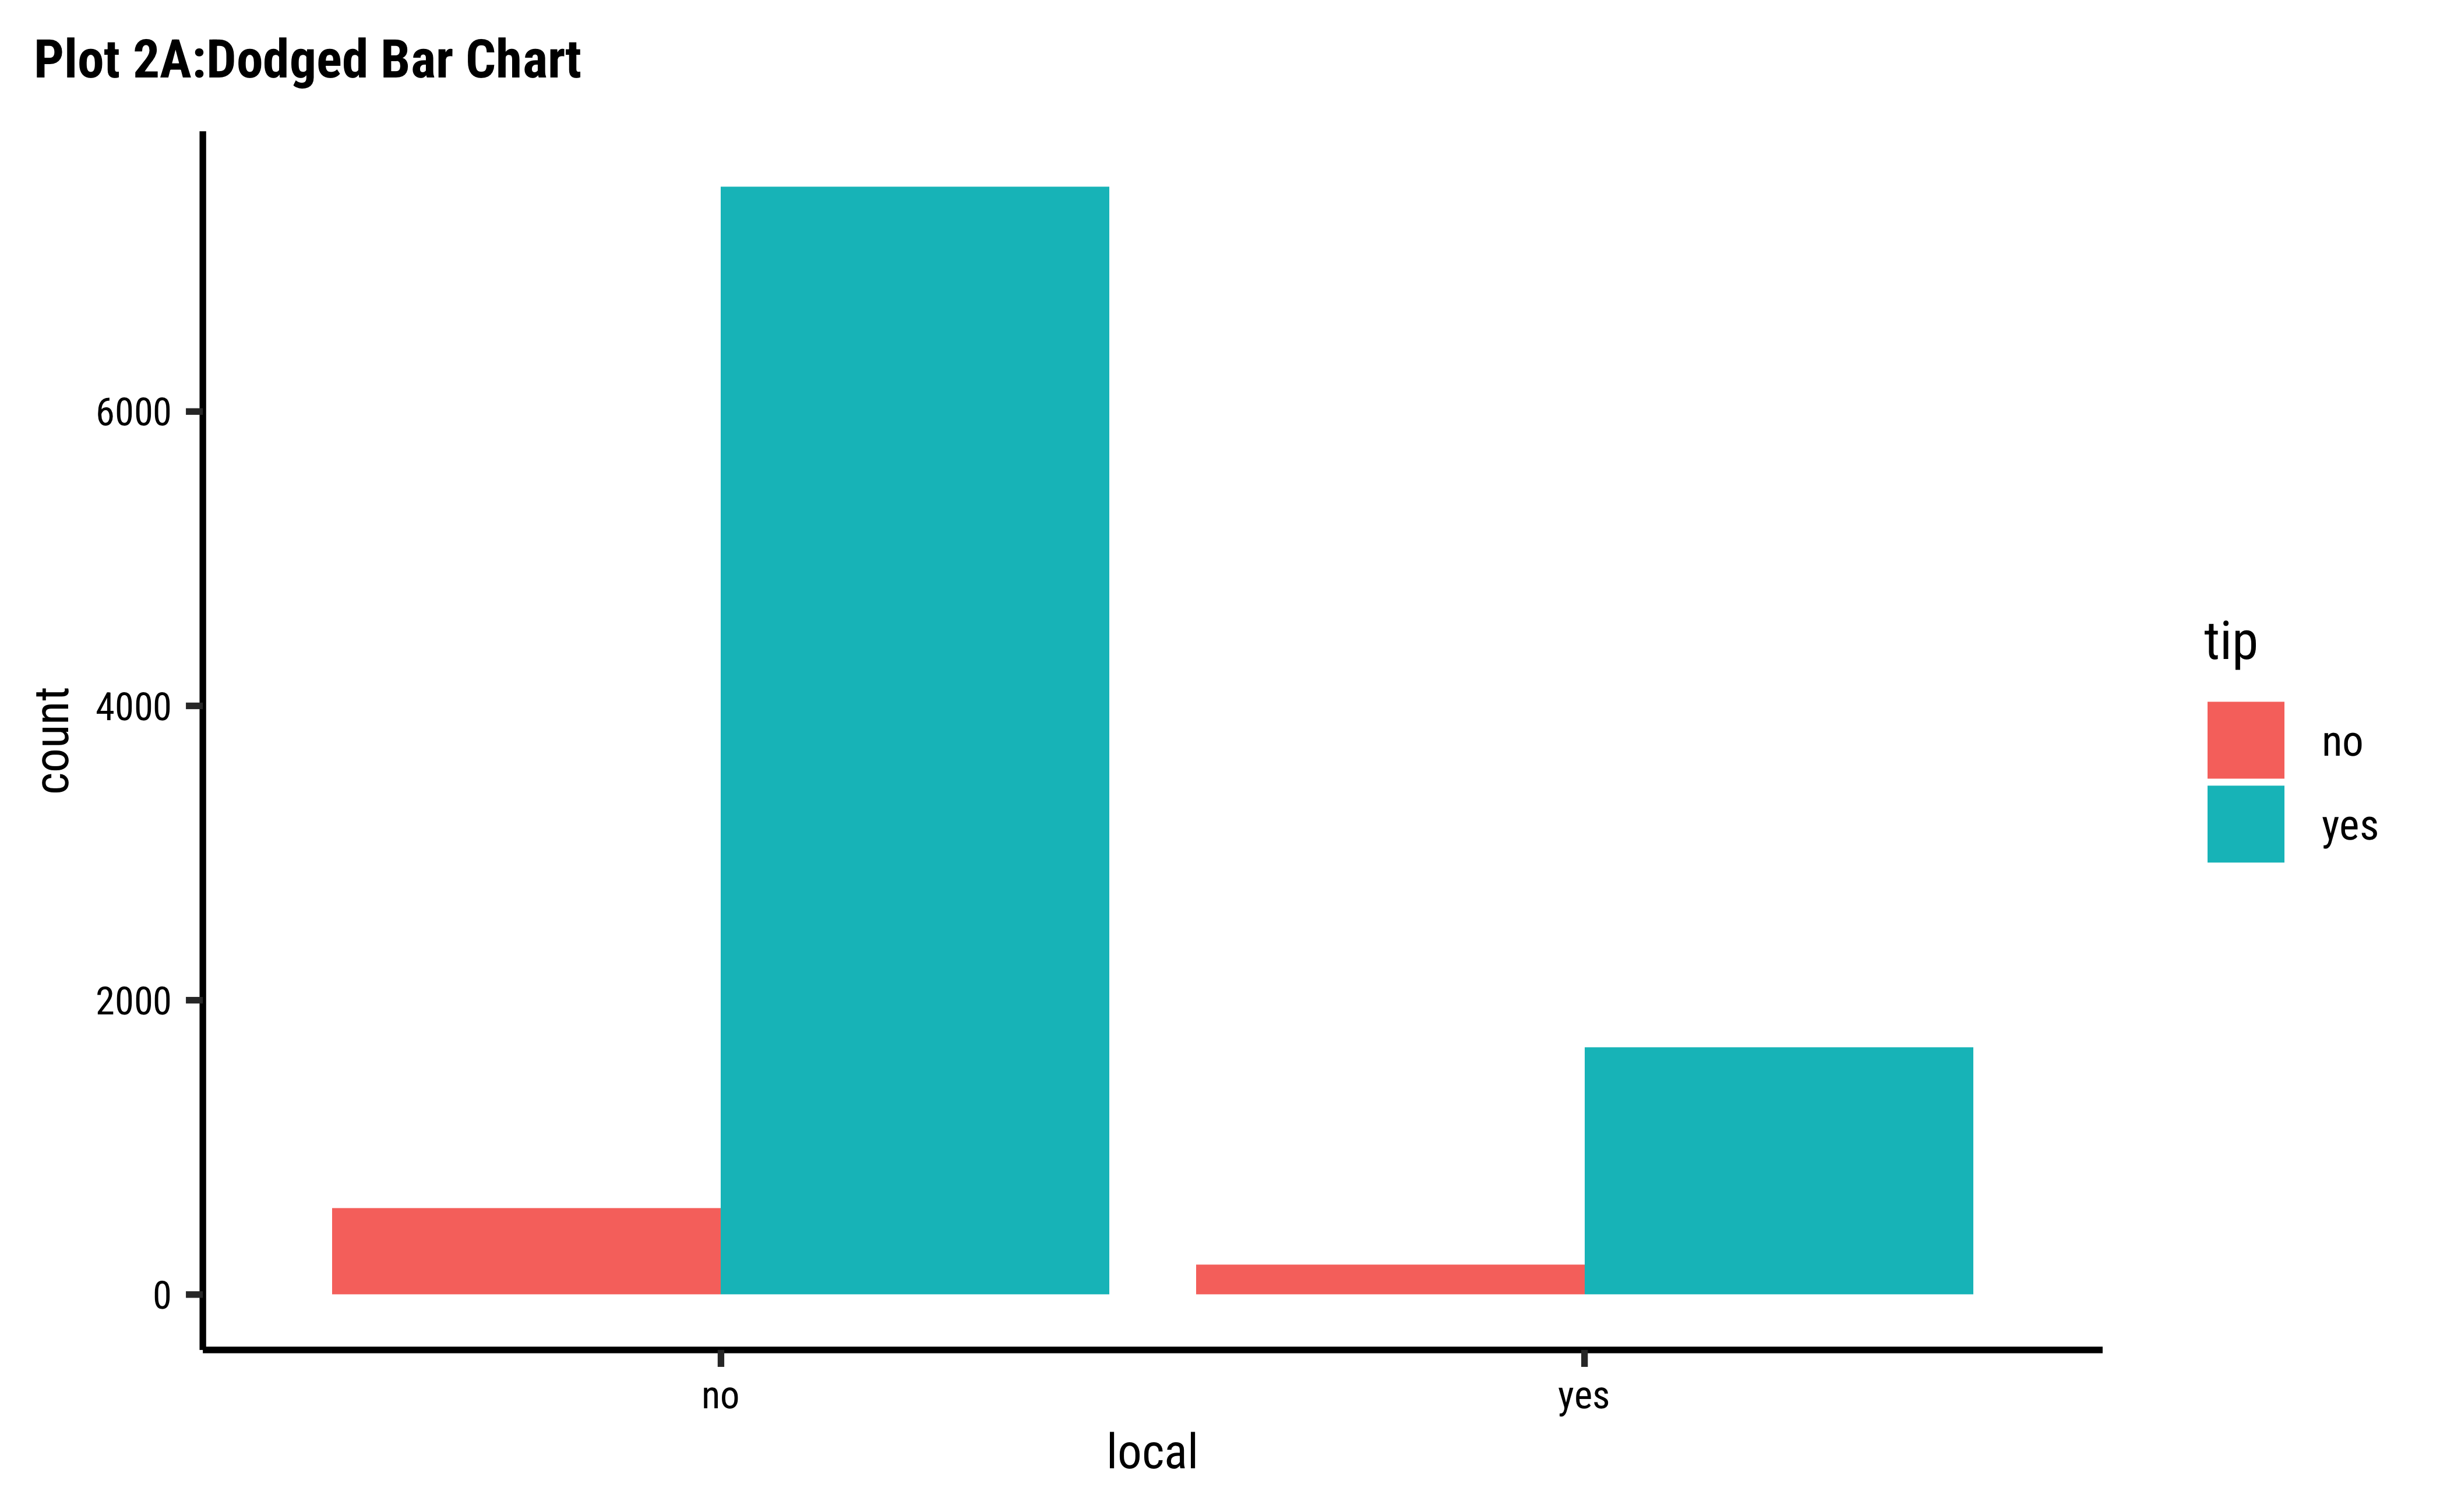 Plot 2A:Dodged Bar Chart
count
6000
4000
2000
0
no
yes
local
tip
no
yes